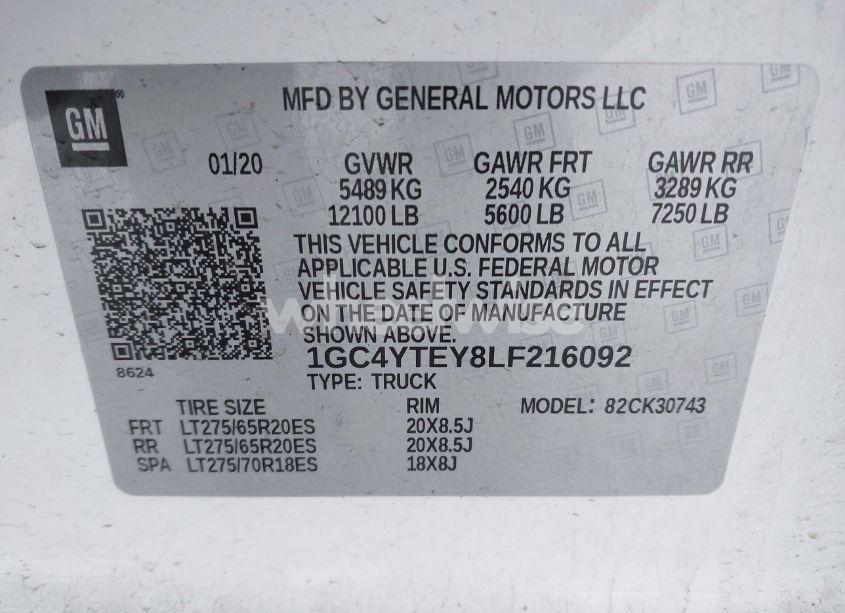 MFD BY GENERAL MOTORS LLC
GM ®
01/20 GVWR GAWR FRT GAWR RR
5489 KG 2540 KG 3289 KG
12100 LB 5600 LB 7250 LB
THIS VEHICLE CONFORMS TO ALL
APPLICABLE U.S. FEDERAL MOTOR
VEHICLE SAFETY STANDARDS IN EFFECT
ON THE DATE OF MANUFACTURE
SHOWN ABOVE.
1GC4YTEY8LF216092
8624
TYPE: TRUCK
TIRE SIZE RIM MODEL: 82CK30743
FRT LT275/65R20ES 20X8.5J
RR LT275/65R20ES 20X8.5J
SPA LT275/70R18ES 18X8J